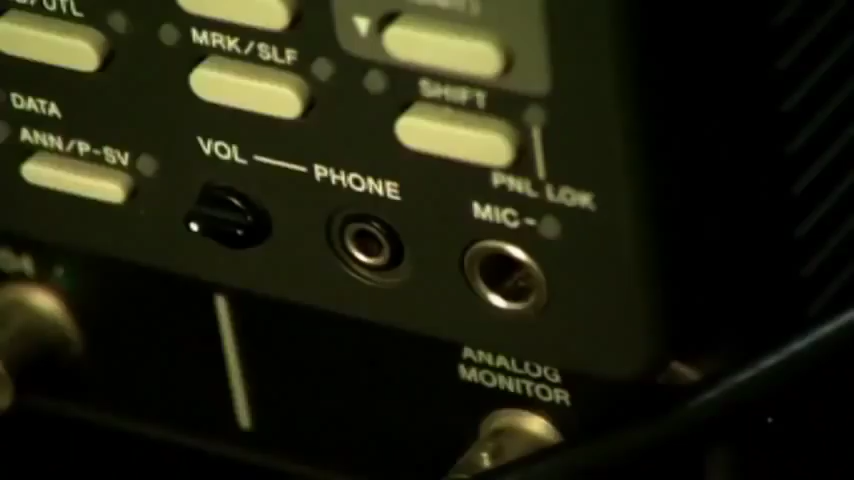 MRK/SLF
SHIFT
DATA
ANN/P-SV
VOL
PHONE
PNL LOK
MIC
ANALOG
MONITOR